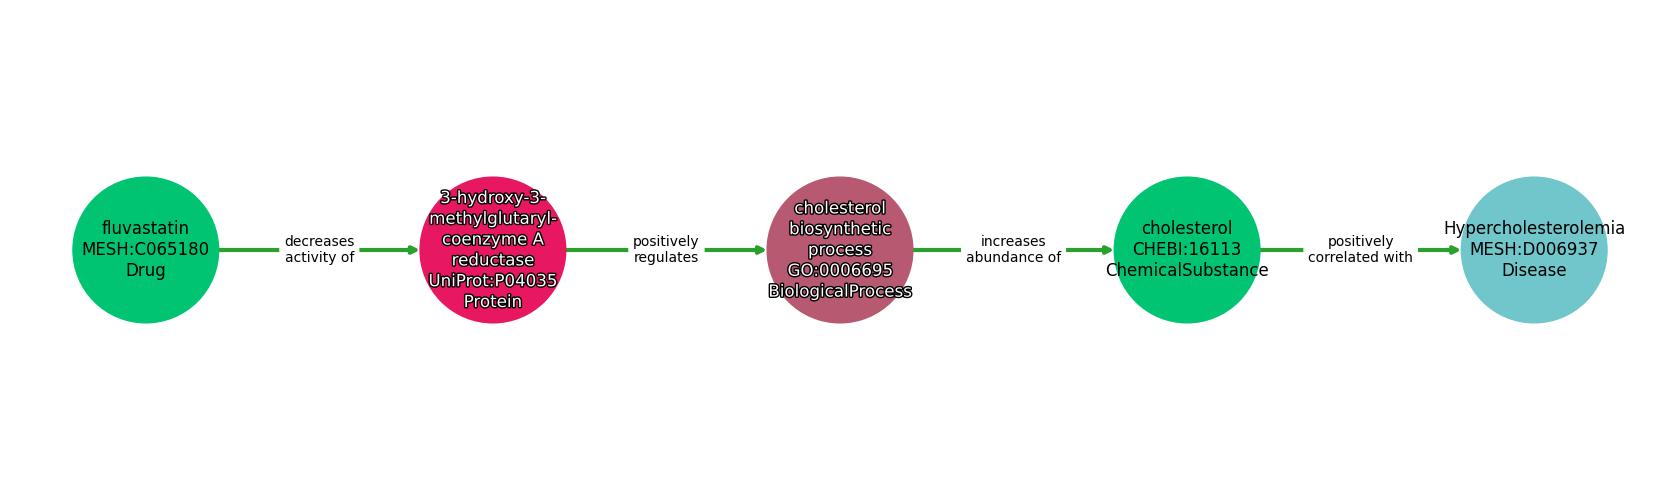 fluvastatin
MESH:C065180
Drug
decreases
activity of
3-hydroxy-3-
methylglutaryl-
coenzyme A
reductase
UniProt:P04035
Protein
positively
regulates
cholesterol
biosynthetic
process
GO:0006695
BiologicalProcess
increases
abundance of
cholesterol
CHEBI:16113
ChemicalSubstance
positively
correlated with
Hypercholesterolemia
MESH:D006937
Disease